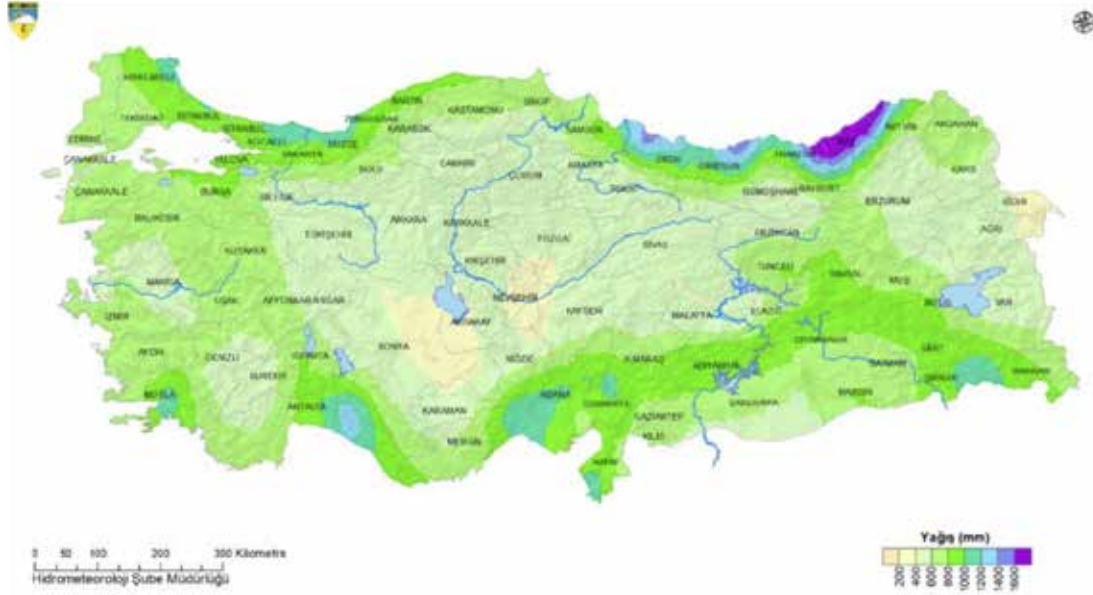 KIRKLARELİ
EDİRNE
TEKİRDAĞ
İSTANBUL
İSTANBUL
KOCAELİ
YALOVA
SAKARYA
DÜZCE
ZONGULDAK
BARTIN
KARABÜK
KASTAMONU
SİNOP
SAMSUN
ORDU
GİRESUN
TRABZON
ARTVİN
ARDAHAN
ÇANAKKALE
ÇANAKKALE
BURSA
BİLECİK
BOLU
ÇANKIRI
ÇORUM
AMASYA
TOKAT
GÜMÜŞHANE
BAYBURT
ERZURUM
KARS
IĞDIR
AĞRI
BALIKESİR
KÜTAHYA
ESKİŞEHİR
ANKARA
KIRIKKALE
YOZGAT
SİVAS
ERZİNCAN
TUNCELİ
BİNGÖL
MUŞ
BİTLİS
VAN
MANİSA
UŞAK
AFYONKARAHİSAR
KIRŞEHİR
NEVŞEHİR
KAYSERİ
MALATYA
ELAZIĞ
İZMİR
AYDIN
DENİZLİ
BURDUR
ISPARTA
KONYA
AKSARAY
NİĞDE
K.MARAŞ
ADIYAMAN
DİYARBAKIR
BATMAN
SİİRT
ŞIRNAK
HAKKARİ
MUĞLA
ANTALYA
KARAMAN
MERSİN
ADANA
OSMANİYE
GAZİANTEP
KİLİS
ŞANLIURFA
MARDİN
HATAY
0 50 100 200 300 Kilometre
Hidrometeoroloji Şube Müdürlüğü
Yağış (mm)
200 400 600 800 1000 1200 1400 1600